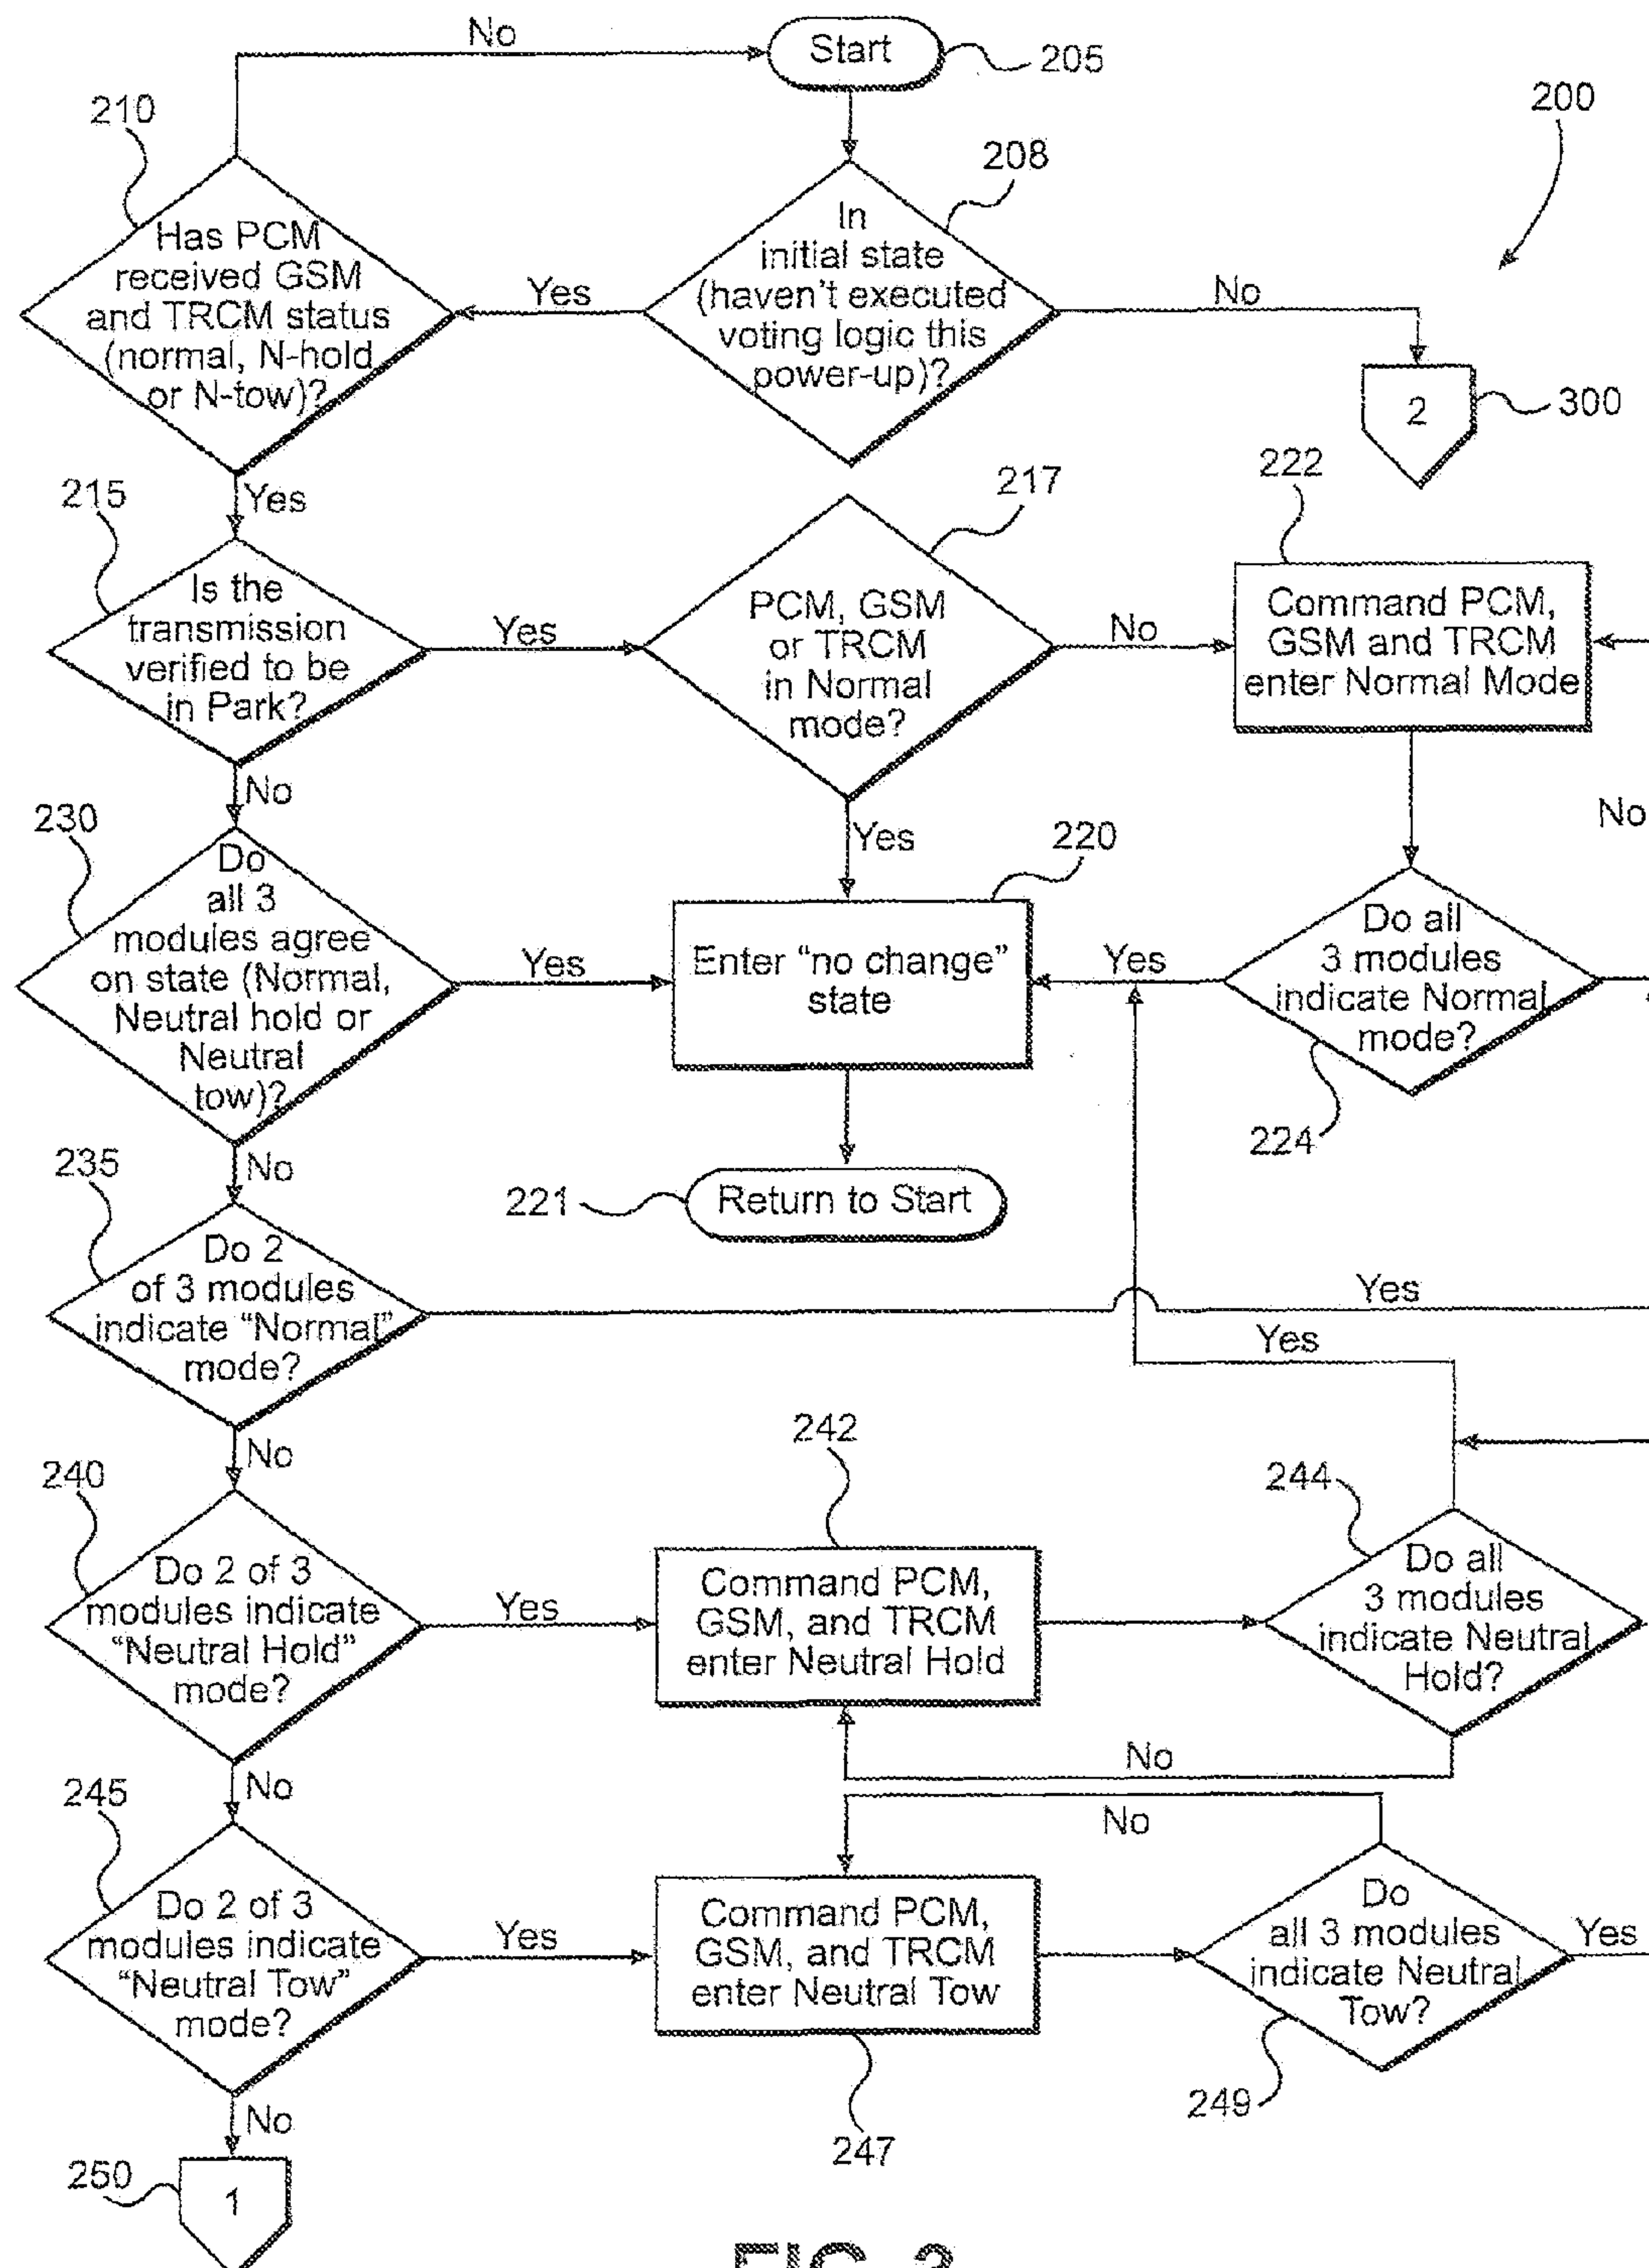 No
Start
205
200
210
208
Has PCM
received GSM
and TRCM status
(normal, N-hold
or N-tow)?
Yes
In
initial state
(haven't executed
voting logic this
power-up)?
No
2
300
Yes
215
217
222
Is the
transmission
verified to be
in Park?
Yes
PCM, GSM
or TRCM
in Normal
mode?
No
Command PCM,
GSM and TRCM
enter Normal Mode
No
No
230
Yes
220
Do
all 3
modules agree
on state (Normal,
Neutral hold or
Neutral
tow)?
Yes
Enter “no change”
state
Yes
Do all
3 modules
indicate Normal
mode?
224
No
235
221
Return to Start
Do 2
of 3 modules
indicate “Normal”
mode?
Yes
Yes
No
240
242
244
Do 2 of 3
modules indicate
“Neutral Hold”
mode?
Yes
Command PCM,
GSM, and TRCM
enter Neutral Hold
Do all
3 modules
indicate Neutral
Hold?
No
No
245
No
Do 2 of 3
modules indicate
“Neutral Tow”
mode?
Yes
Command PCM,
GSM, and TRCM
enter Neutral Tow
Do
all 3 modules
indicate Neutral
Tow?
Yes
249
247
No
250
1